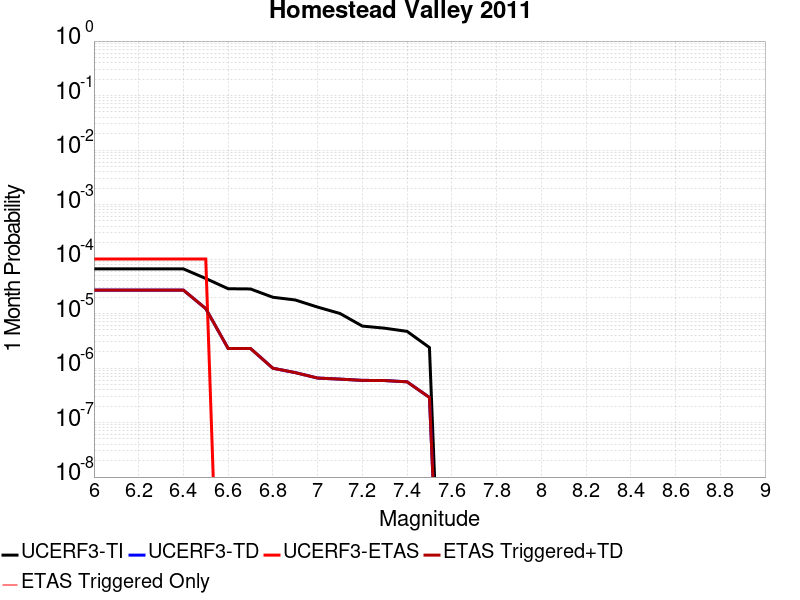 Homestead Valley 2011
1 Month Probability
10^0
10^-1
10^-2
10^-3
10^-4
10^-5
10^-6
10^-7
10^-8
6 6.2 6.4 6.6 6.8 7 7.2 7.4 7.6 7.8 8 8.2 8.4 8.6 8.8 9
Magnitude
UCERF3-TI UCERF3-TD UCERF3-ETAS ETAS Triggered+TD
ETAS Triggered Only